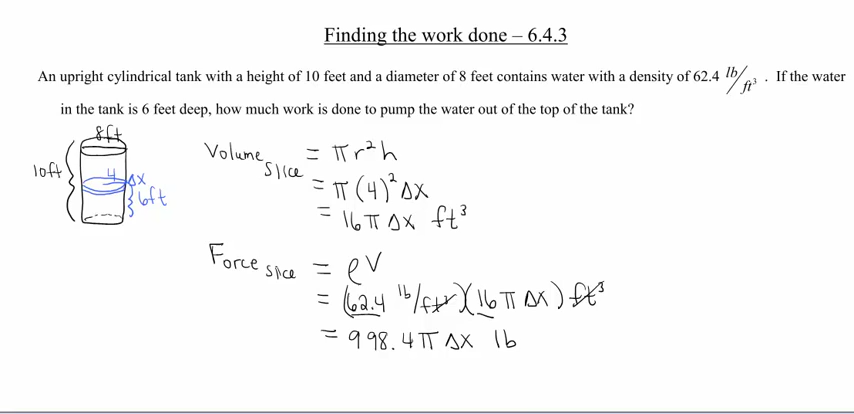 Finding the work done – 6.4.3
An upright cylindrical tank with a height of 10 feet and a diameter of 8 feet contains water with a density of 62.4 lb/ft³ . If the water
in the tank is 6 feet deep, how much work is done to pump the water out of the top of the tank?
8ft
10ft
4 Δx
6ft
Volume slice = πr²h
= π(4)²Δx
= 16πΔx ft³
Force slice = ρV
= (62.4 lb/ft³)(16πΔx) ft³
= 998.4πΔx lb